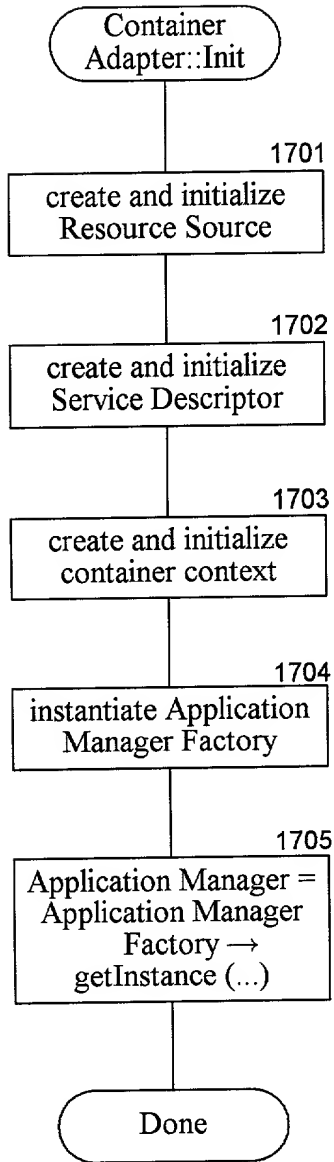 Container
Adapter::Init
1701
create and initialize
Resource Source
1702
create and initialize
Service Descriptor
1703
create and initialize
container context
1704
instantiate Application
Manager Factory
1705
Application Manager =
Application Manager
Factory →
getInstance (...)
Done